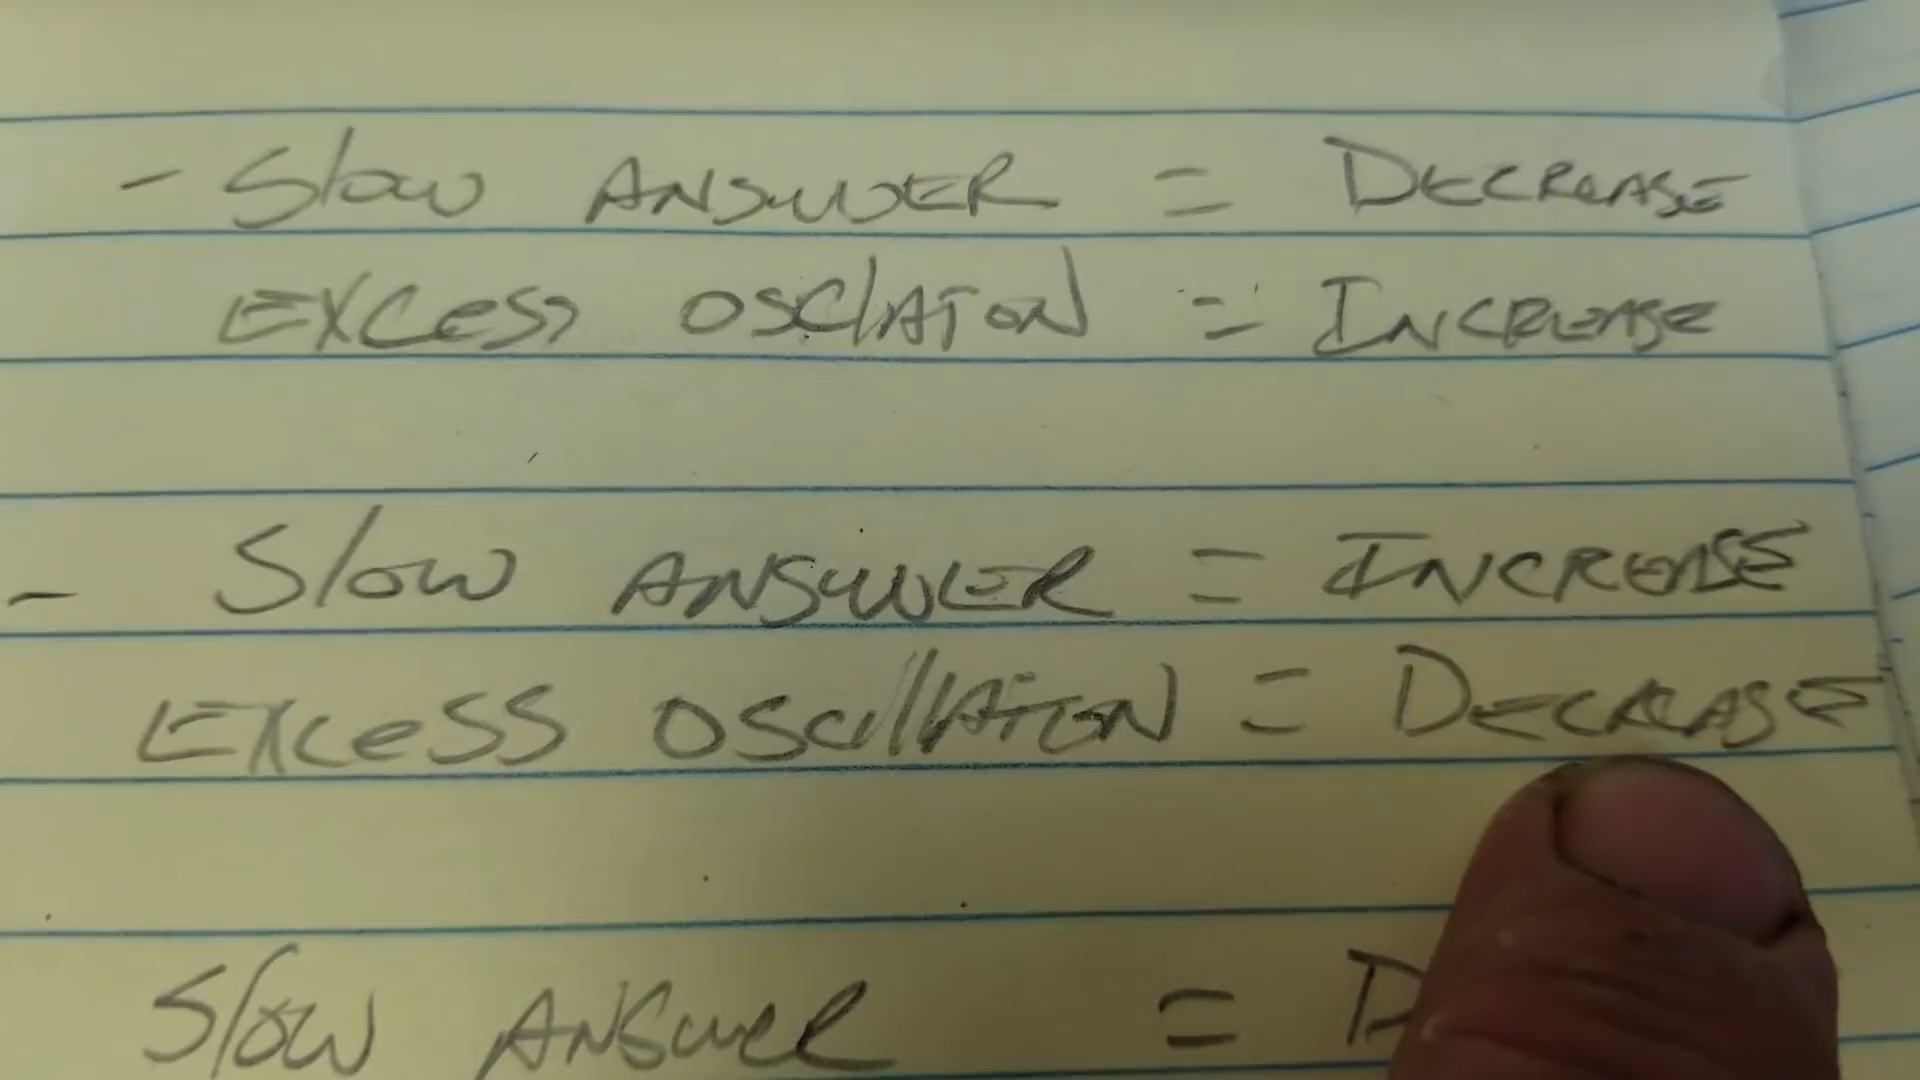 - Slow ANSWER = DECREASE
EXCess OSClATION = INCREASE
- Slow ANSWER = INCREASE
EXCeSS OSCillATION = DECREASE
Slow ANSWER = D